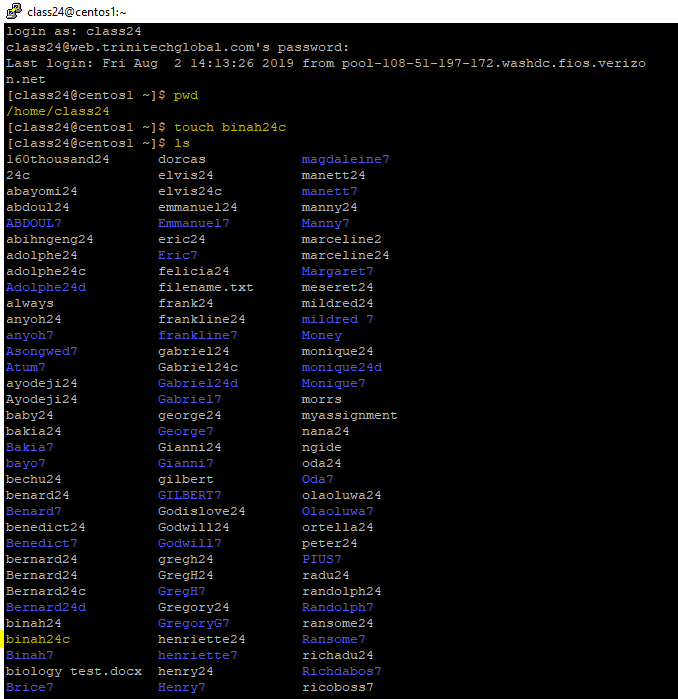 class24@centos1:~
login as: class24
class24@web.trinitechglobal.com's password:
Last login: Fri Aug  2 14:13:26 2019 from pool-108-51-197-172.washdc.fios.verizo
n.net
[class24@centos1 ~]$ pwd
/home/class24
[class24@centos1 ~]$ touch binah24c
[class24@centos1 ~]$ ls
160thousand24      dorcas            magdaleine7
24c                elvis24           manett24
abayomi24          elvis24c          manett7
abdoul24           emmanuel24        manny24
ABDOUL7            Emmanuel7         Manny7
abihngeng24        eric24            marceline2
adolphe24          Eric7             marceline24
adolphe24c         felicia24         Margaret7
Adolphe24d         filename.txt      meseret24
always             frank24           mildred24
anyoh24            frankline24       mildred 7
anyoh7             frankline7        Money
Asongwed7          gabriel24         monique24
Atum7              Gabriel24c        monique24d
ayodeji24          Gabriel24d        Monique7
Ayodeji24          Gabriel7          morrs
baby24             george24          myassignment
bakia24            George7           nana24
Bakia7             Gianni24          ngide
bayo7              Gianni7           oda24
bechu24            gilbert           Oda7
benard24           GILBERT7          olaoluwa24
Benard7            Godislove24       Olaoluwa7
benedict24         Godwill24         ortella24
Benedict7          Godwill7          peter24
bernard24          gregh24           PIUS7
Bernard24          GregH24           radu24
Bernard24c         GregH7            randolph24
Bernard24d         Gregory24         Randolph7
binah24            GregoryG7         ransome24
binah24c           henriette24       Ransome7
Binah7             henriette7        richadu24
biology test.docx  henry24           Richdabos7
Brice7             Henry7            ricoboss7